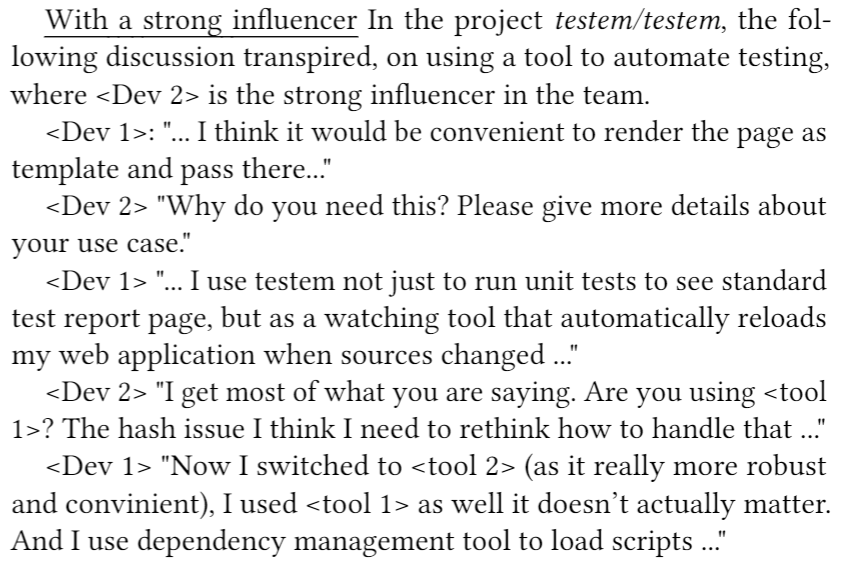 With a strong influencer In the project testem/testem, the fol-
lowing discussion transpired, on using a tool to automate testing,
where <Dev 2> is the strong influencer in the team.
<Dev 1>: "... I think it would be convenient to render the page as
template and pass there..."
<Dev 2> "Why do you need this? Please give more details about
your use case."
<Dev 1> "... I use testem not just to run unit tests to see standard
test report page, but as a watching tool that automatically reloads
my web application when sources changed ..."
<Dev 2> "I get most of what you are saying. Are you using <tool
1>? The hash issue I think I need to rethink how to handle that ..."
<Dev 1> "Now I switched to <tool 2> (as it really more robust
and convinient), I used <tool 1> as well it doesn't actually matter.
And I use dependency management tool to load scripts ..."